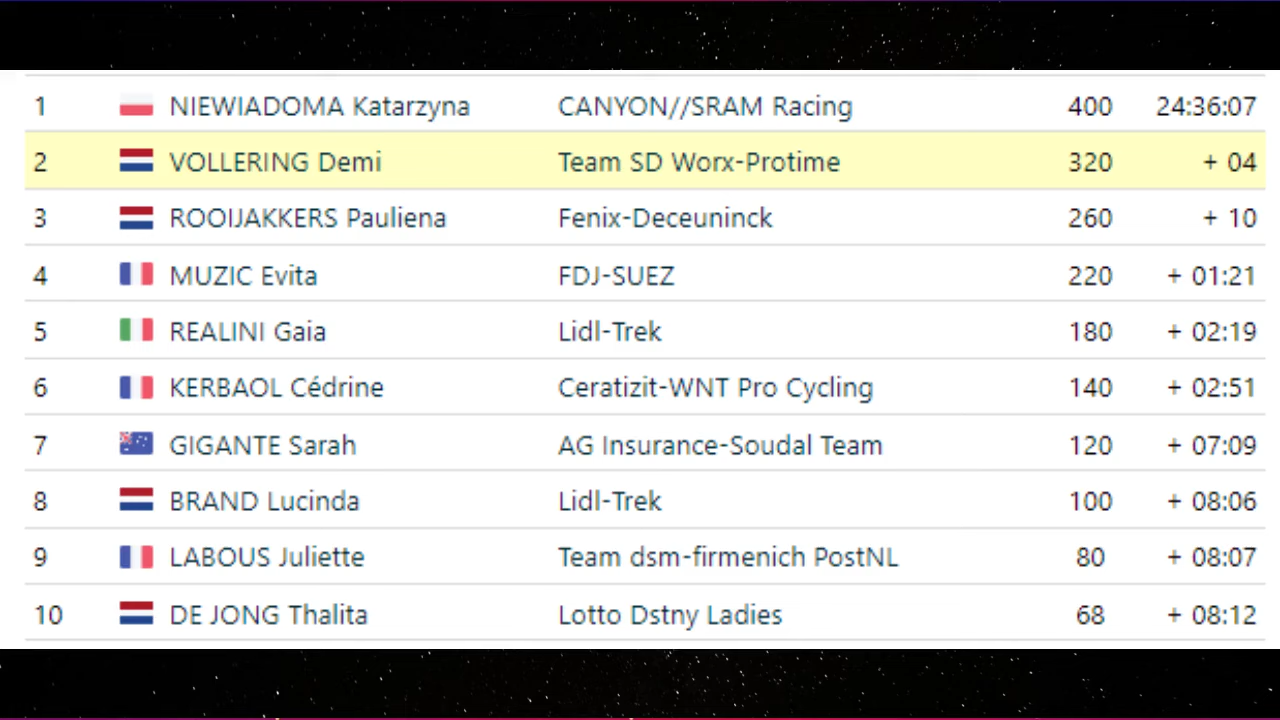 1 NIEWIADOMA Katarzyna CANYON//SRAM Racing 400 24:36:07
2 VOLLERING Demi Team SD Worx-Protime 320 + 04
3 ROOIJAKKERS Pauliena Fenix-Deceuninck 260 + 10
4 MUZIC Evita FDJ-SUEZ 220 + 01:21
5 REALINI Gaia Lidl-Trek 180 + 02:19
6 KERBAOL Cédrine Ceratizit-WNT Pro Cycling 140 + 02:51
7 GIGANTE Sarah AG Insurance-Soudal Team 120 + 07:09
8 BRAND Lucinda Lidl-Trek 100 + 08:06
9 LABOUS Juliette Team dsm-firmenich PostNL 80 + 08:07
10 DE JONG Thalita Lotto Dstny Ladies 68 + 08:12